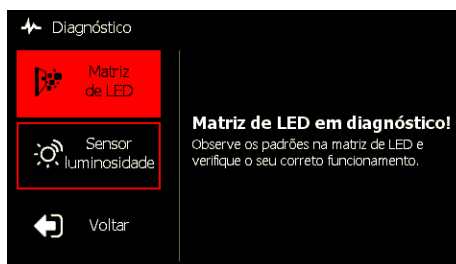 Diagnóstico
Matriz
de LED
Sensor
luminosidade
Voltar
Matriz de LED em diagnóstico!
Observe os padrões na matriz de LED e
verifique o seu correto funcionamento.